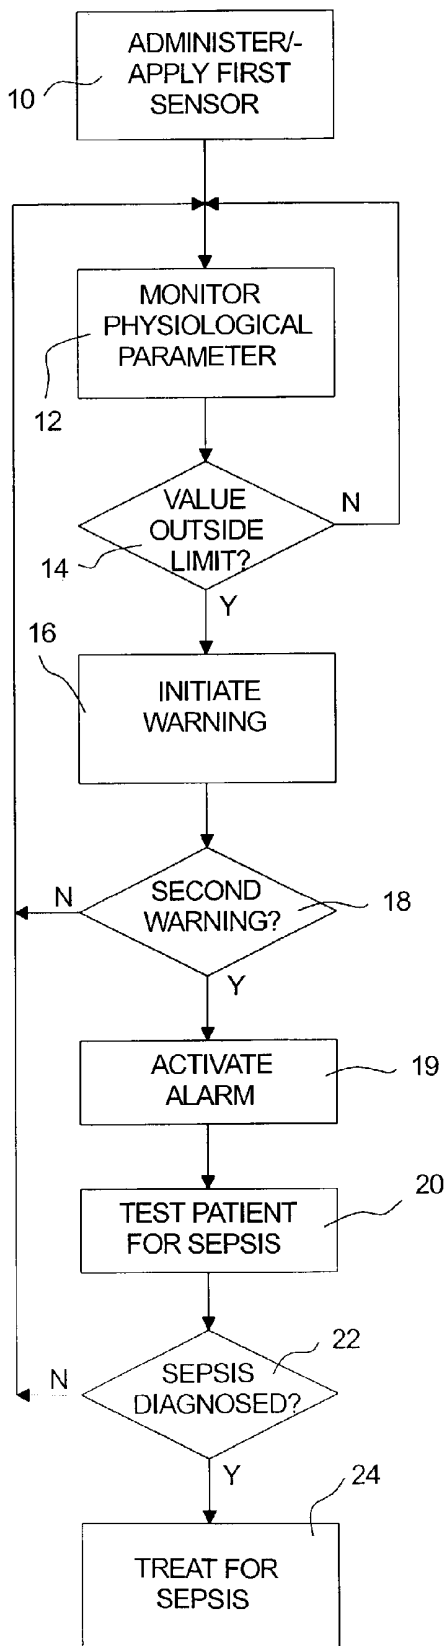 ADMINISTER/-
APPLY FIRST
SENSOR
10
MONITOR
PHYSIOLOGICAL
PARAMETER
12
VALUE
OUTSIDE
LIMIT?
N
14
Y
16
INITIATE
WARNING
SECOND
WARNING?
N
18
Y
ACTIVATE
ALARM
19
TEST PATIENT
FOR SEPSIS
20
22
SEPSIS
DIAGNOSED?
N
Y
24
TREAT FOR
SEPSIS